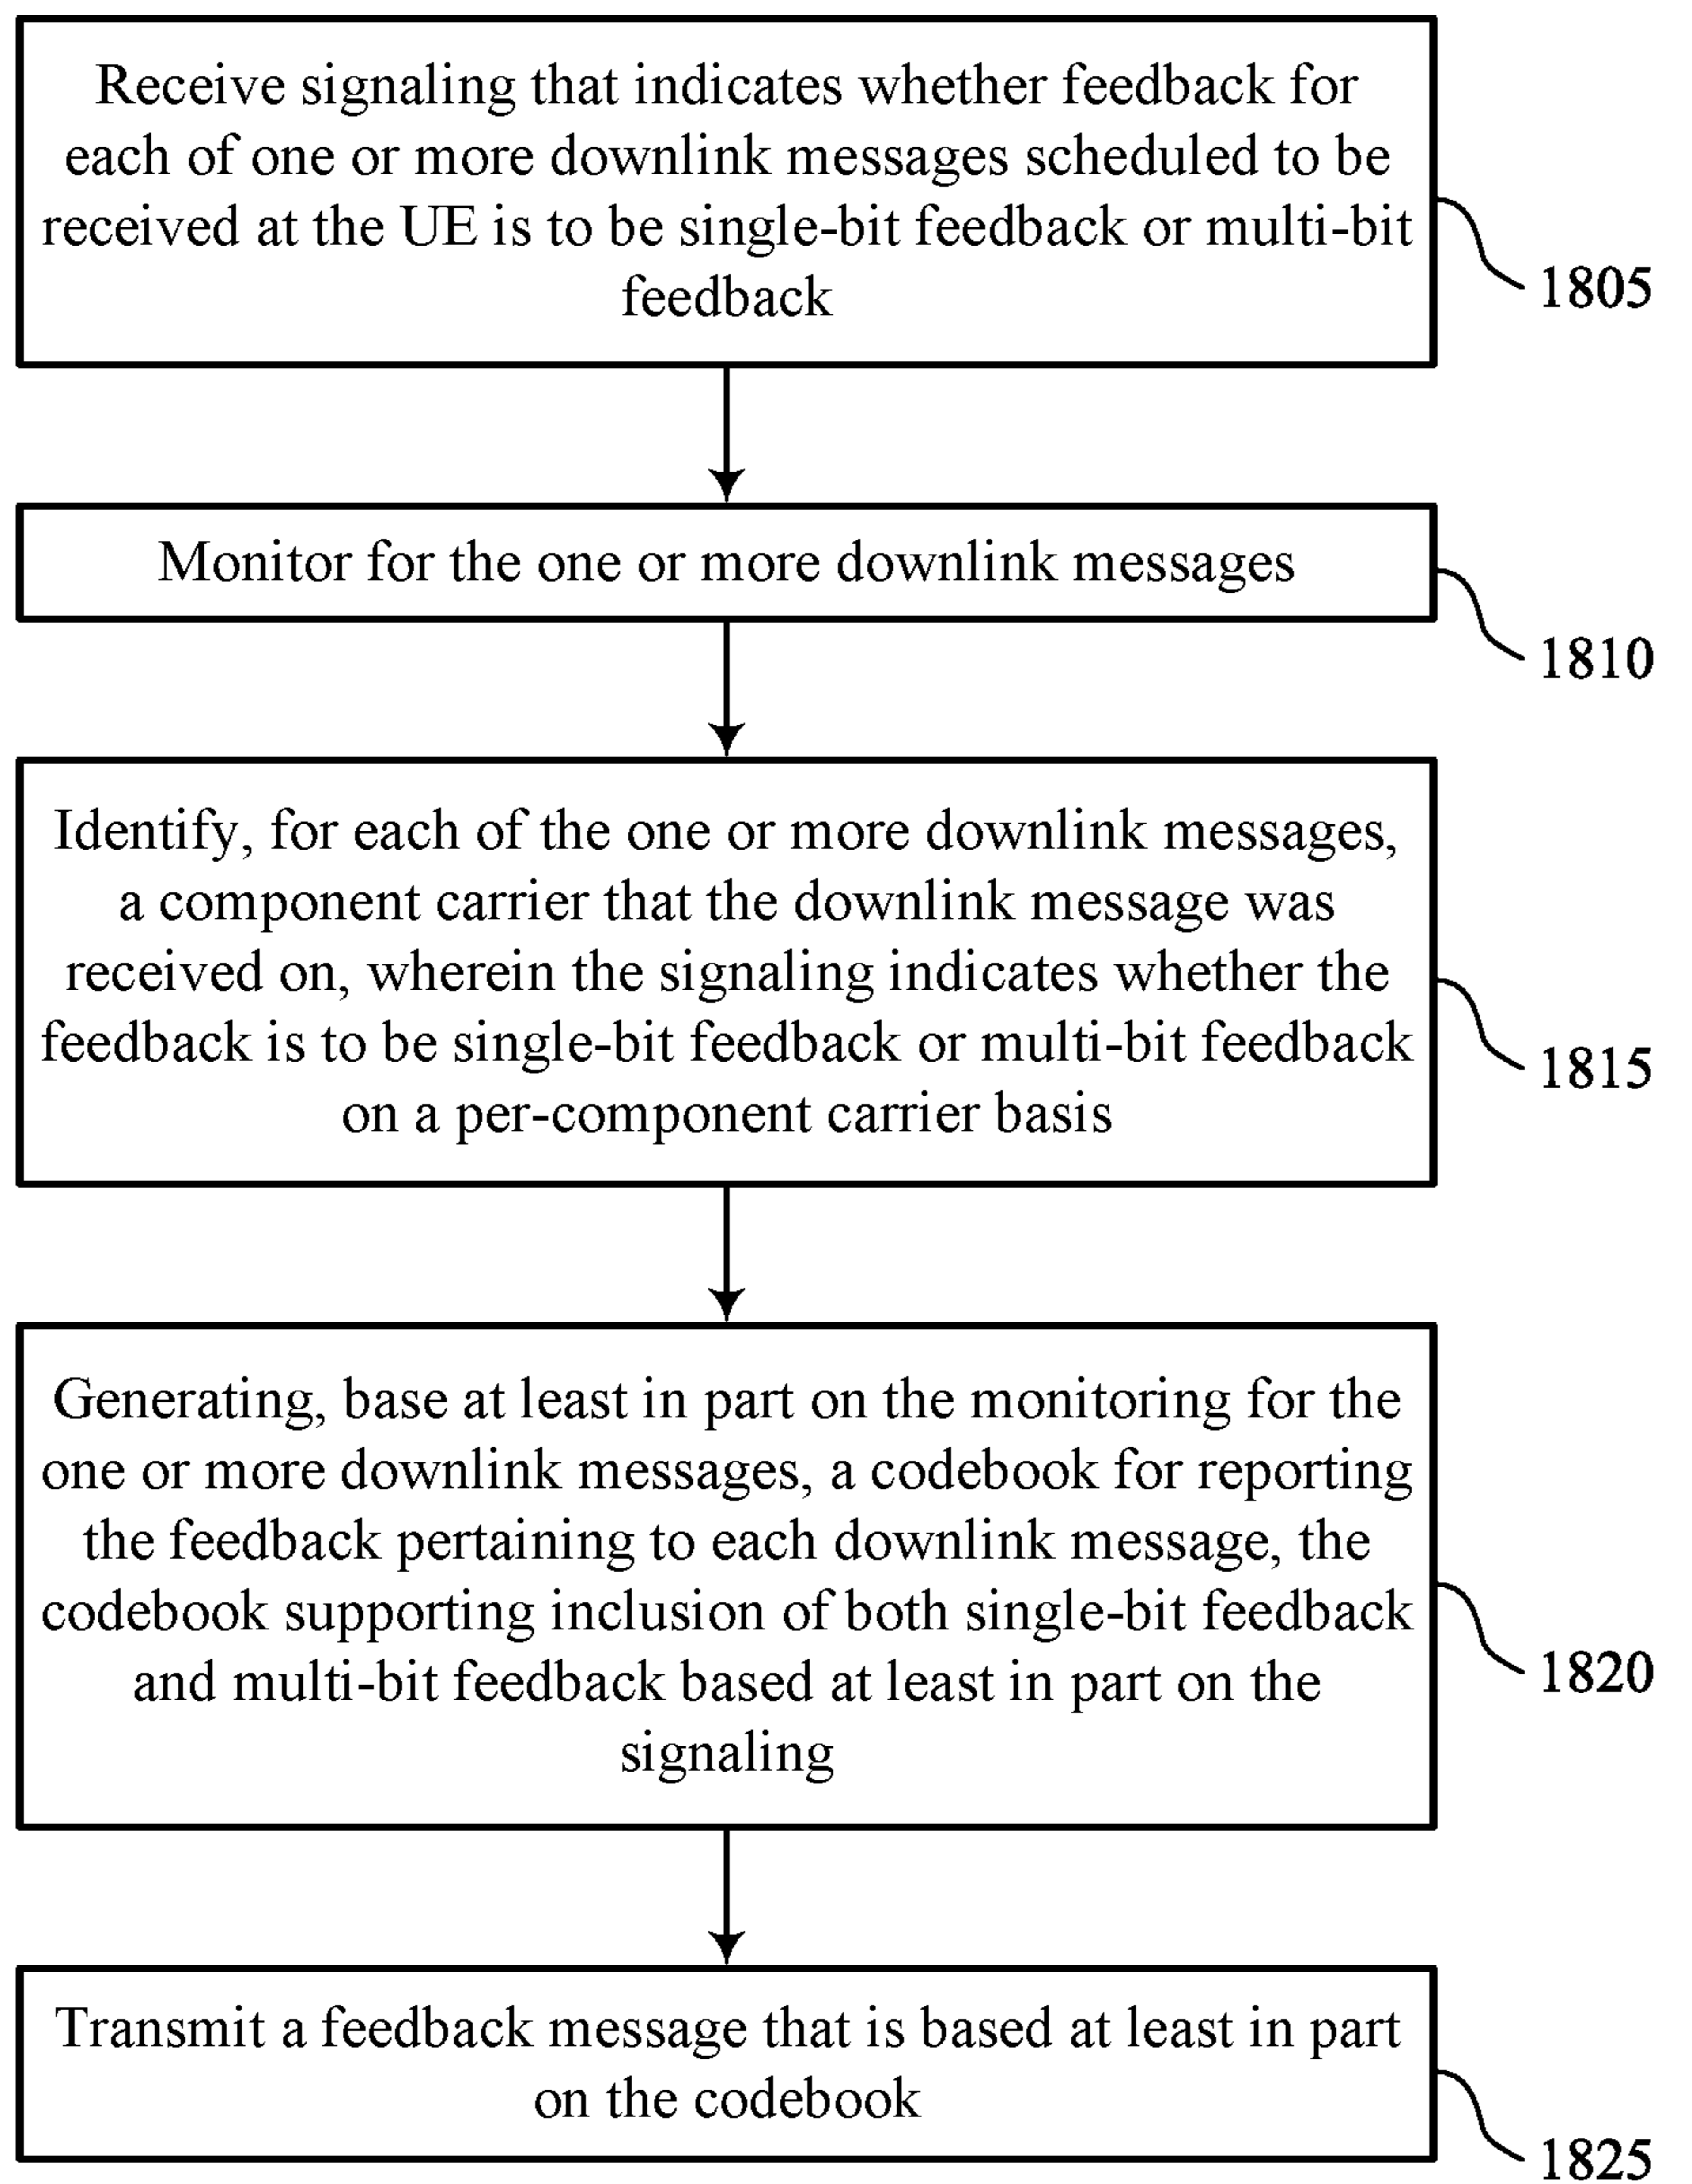 Receive signaling that indicates whether feedback for
each of one or more downlink messages scheduled to be
received at the UE is to be single-bit feedback or multi-bit
feedback
1805
Monitor for the one or more downlink messages
1810
Identify, for each of the one or more downlink messages,
a component carrier that the downlink message was
received on, wherein the signaling indicates whether the
feedback is to be single-bit feedback or multi-bit feedback
on a per-component carrier basis
1815
Generating, base at least in part on the monitoring for the
one or more downlink messages, a codebook for reporting
the feedback pertaining to each downlink message, the
codebook supporting inclusion of both single-bit feedback
and multi-bit feedback based at least in part on the
signaling
1820
Transmit a feedback message that is based at least in part
on the codebook
1825